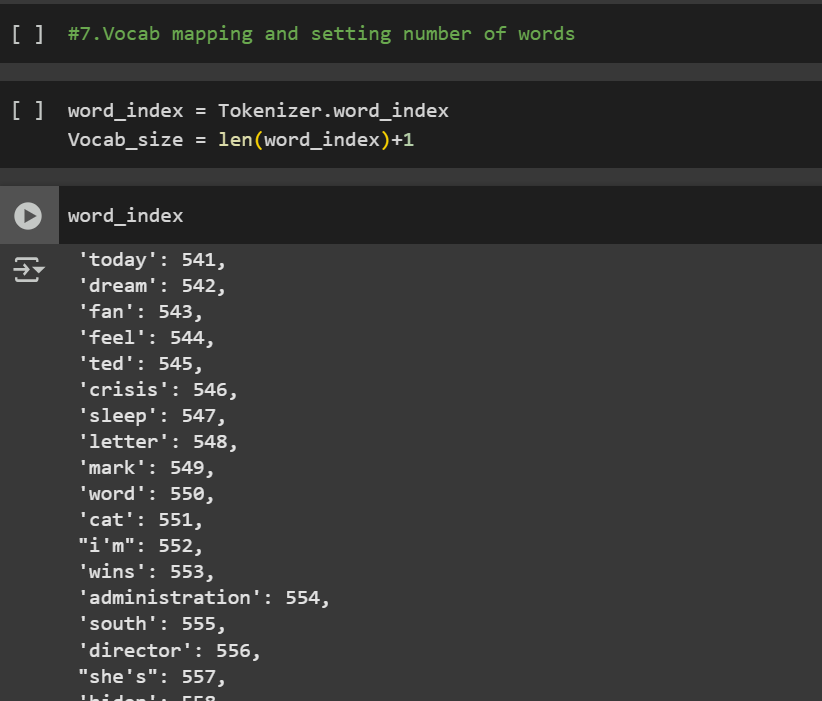 [ ] #7.Vocab mapping and setting number of words
[ ] word_index = Tokenizer.word_index
Vocab_size = len(word_index)+1
word_index
'today': 541,
'dream': 542,
'fan': 543,
'feel': 544,
'ted': 545,
'crisis': 546,
'sleep': 547,
'letter': 548,
'mark': 549,
'word': 550,
'cat': 551,
"i'm": 552,
'wins': 553,
'administration': 554,
'south': 555,
'director': 556,
"she's": 557,